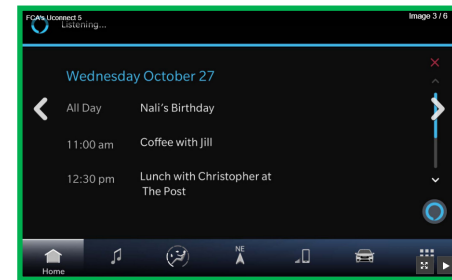 FCA's Uconnect 5
Image 3 / 6
Listening...
Wednesday October 27
All Day Nali's Birthday
11:00 am Coffee with Jill
12:30 pm Lunch with Christopher at
The Post
NE
Home